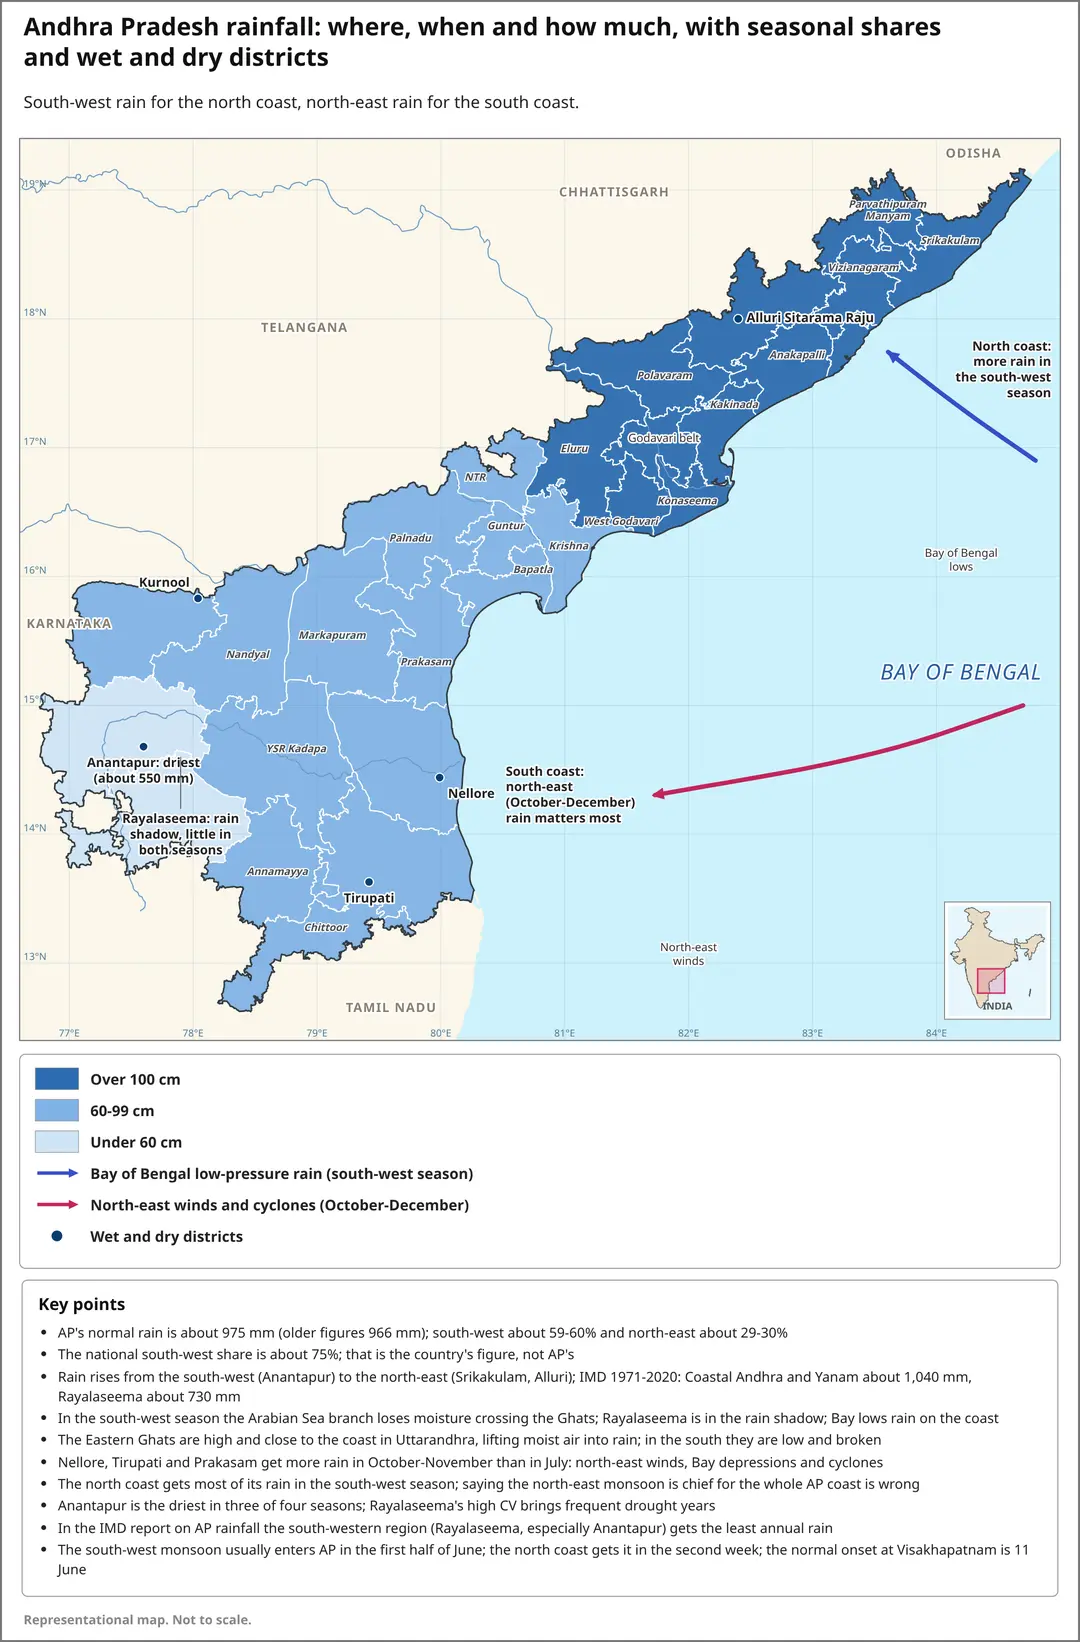 Andhra Pradesh rainfall: where, when and how much, with seasonal shares
and wet and dry districts
South-west rain for the north coast, north-east rain for the south coast.
ODISHA
CHHATTISGARH
19°N
Parvathipuram
Manyam
Srikakulam
Vizianagaram
18°N
Alluri Sitarama Raju
TELANGANA
North coast:
more rain in
the south-west
season
Anakapalli
Polavaram
Kakinada
17°N
Godavari belt
Eluru
NTR
Konaseema
West Godavari
Guntur
Palnadu
Krishna
Bay of Bengal
lows
16°N
Bapatla
Kurnool
KARNATAKA
Markapuram
Nandyal
Prakasam
BAY OF BENGAL
15°N
YSR Kadapa
Anantapur: driest
(about 550 mm)
South coast:
north-east
(October-December)
rain matters most
Nellore
Rayalaseema: rain
shadow, little in
both seasons
14°N
Annamayya
Tirupati
Chittoor
North-east
winds
13°N
TAMIL NADU
INDIA
77°E
78°E
79°E
80°E
81°E
82°E
83°E
84°E
Over 100 cm
60-99 cm
Under 60 cm
Bay of Bengal low-pressure rain (south-west season)
North-east winds and cyclones (October-December)
Wet and dry districts
Key points
• AP's normal rain is about 975 mm (older figures 966 mm); south-west about 59-60% and north-east about 29-30%
• The national south-west share is about 75%; that is the country's figure, not AP's
• Rain rises from the south-west (Anantapur) to the north-east (Srikakulam, Alluri); IMD 1971-2020: Coastal Andhra and Yanam about 1,040 mm,
Rayalaseema about 730 mm
• In the south-west season the Arabian Sea branch loses moisture crossing the Ghats; Rayalaseema is in the rain shadow; Bay lows rain on the coast
• The Eastern Ghats are high and close to the coast in Uttarandhra, lifting moist air into rain; in the south they are low and broken
• Nellore, Tirupati and Prakasam get more rain in October-November than in July: north-east winds, Bay depressions and cyclones
• The north coast gets most of its rain in the south-west season; saying the north-east monsoon is chief for the whole AP coast is wrong
• Anantapur is the driest in three of four seasons; Rayalaseema's high CV brings frequent drought years
• In the IMD report on AP rainfall the south-western region (Rayalaseema, especially Anantapur) gets the least annual rain
• The south-west monsoon usually enters AP in the first half of June; the north coast gets it in the second week; the normal onset at Visakhapatnam is 11
June
Representational map. Not to scale.